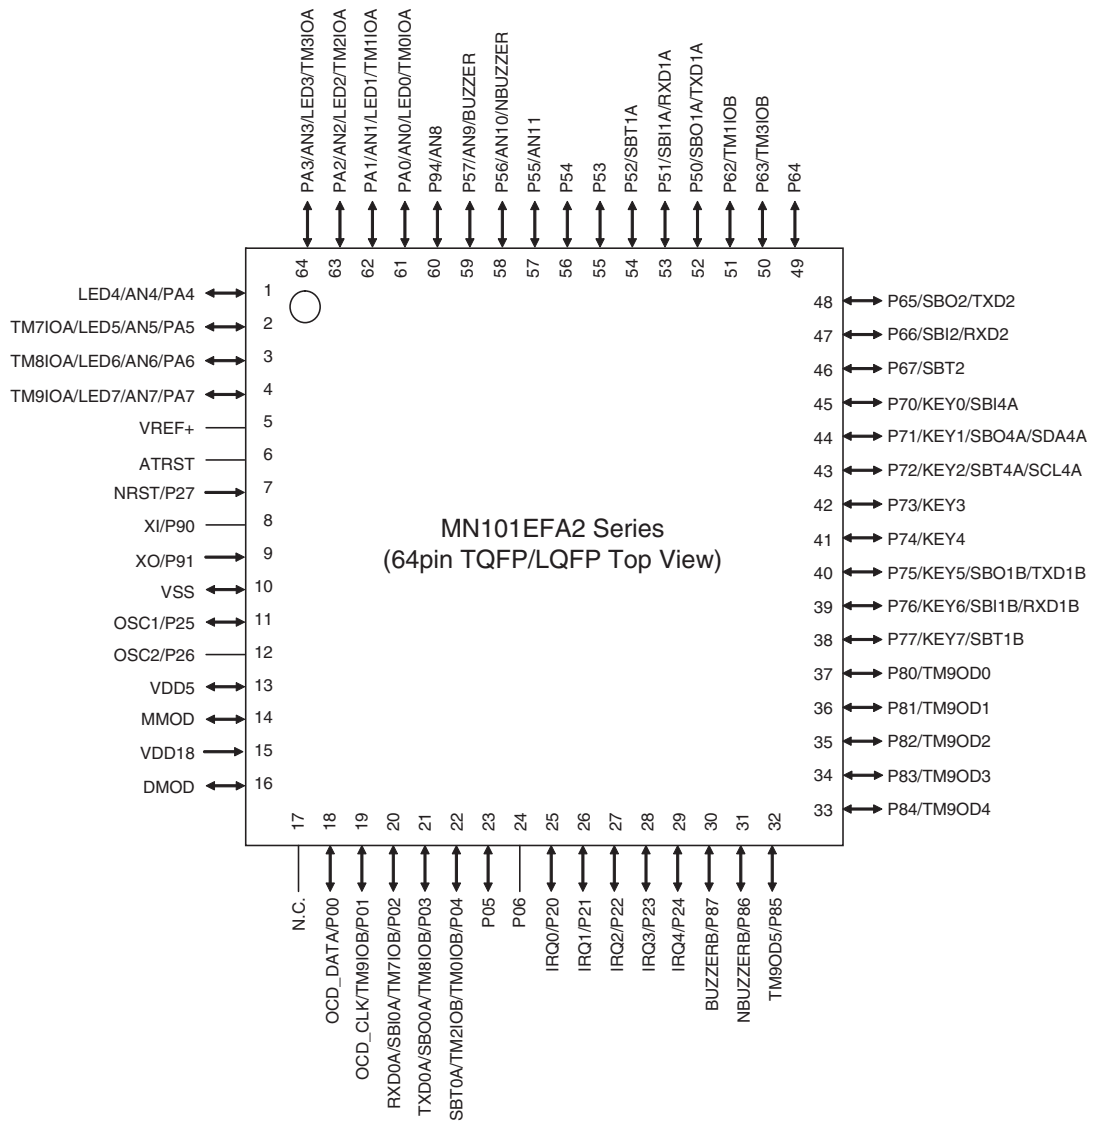 PA3/AN3/LED3/TM3IOA
PA2/AN2/LED2/TM2IOA
PA1/AN1/LED1/TM1IOA
PA0/AN0/LED0/TM0IOA
P94/AN8
P57/AN9/BUZZER
P56/AN10/NBUZZER
P55/AN11
P54
P53
P52/SBT1A
P51/SBI1A/RXD1A
P50/SBO1A/TXD1A
P62/TM1IOB
P63/TM3IOB
P64
64
63
62
61
60
59
58
57
56
55
54
53
52
51
50
49
LED4/AN4/PA4 1
TM7IOA/LED5/AN5/PA5 2
TM8IOA/LED6/AN6/PA6 3
TM9IOA/LED7/AN7/PA7 4
VREF+ 5
ATRST 6
NRST/P27 7
XI/P90 8
XO/P91 9
VSS 10
OSC1/P25 11
OSC2/P26 12
VDD5 13
MMOD 14
VDD18 15
DMOD 16
MN101EFA2 Series
(64pin TQFP/LQFP Top View)
48 P65/SBO2/TXD2
47 P66/SBI2/RXD2
46 P67/SBT2
45 P70/KEY0/SBI4A
44 P71/KEY1/SBO4A/SDA4A
43 P72/KEY2/SBT4A/SCL4A
42 P73/KEY3
41 P74/KEY4
40 P75/KEY5/SBO1B/TXD1B
39 P76/KEY6/SBI1B/RXD1B
38 P77/KEY7/SBT1B
37 P80/TM9OD0
36 P81/TM9OD1
35 P82/TM9OD2
34 P83/TM9OD3
33 P84/TM9OD4
17
18
19
20
21
22
23
24
25
26
27
28
29
30
31
32
N.C.
OCD_DATA/P00
OCD_CLK/TM9IOB/P01
RXD0A/SBI0A/TM7IOB/P02
TXD0A/SBO0A/TM8IOB/P03
SBT0A/TM2IOB/TM0IOB/P04
P05
P06
IRQ0/P20
IRQ1/P21
IRQ2/P22
IRQ3/P23
IRQ4/P24
BUZZERB/P87
NBUZZERB/P86
TM9OD5/P85